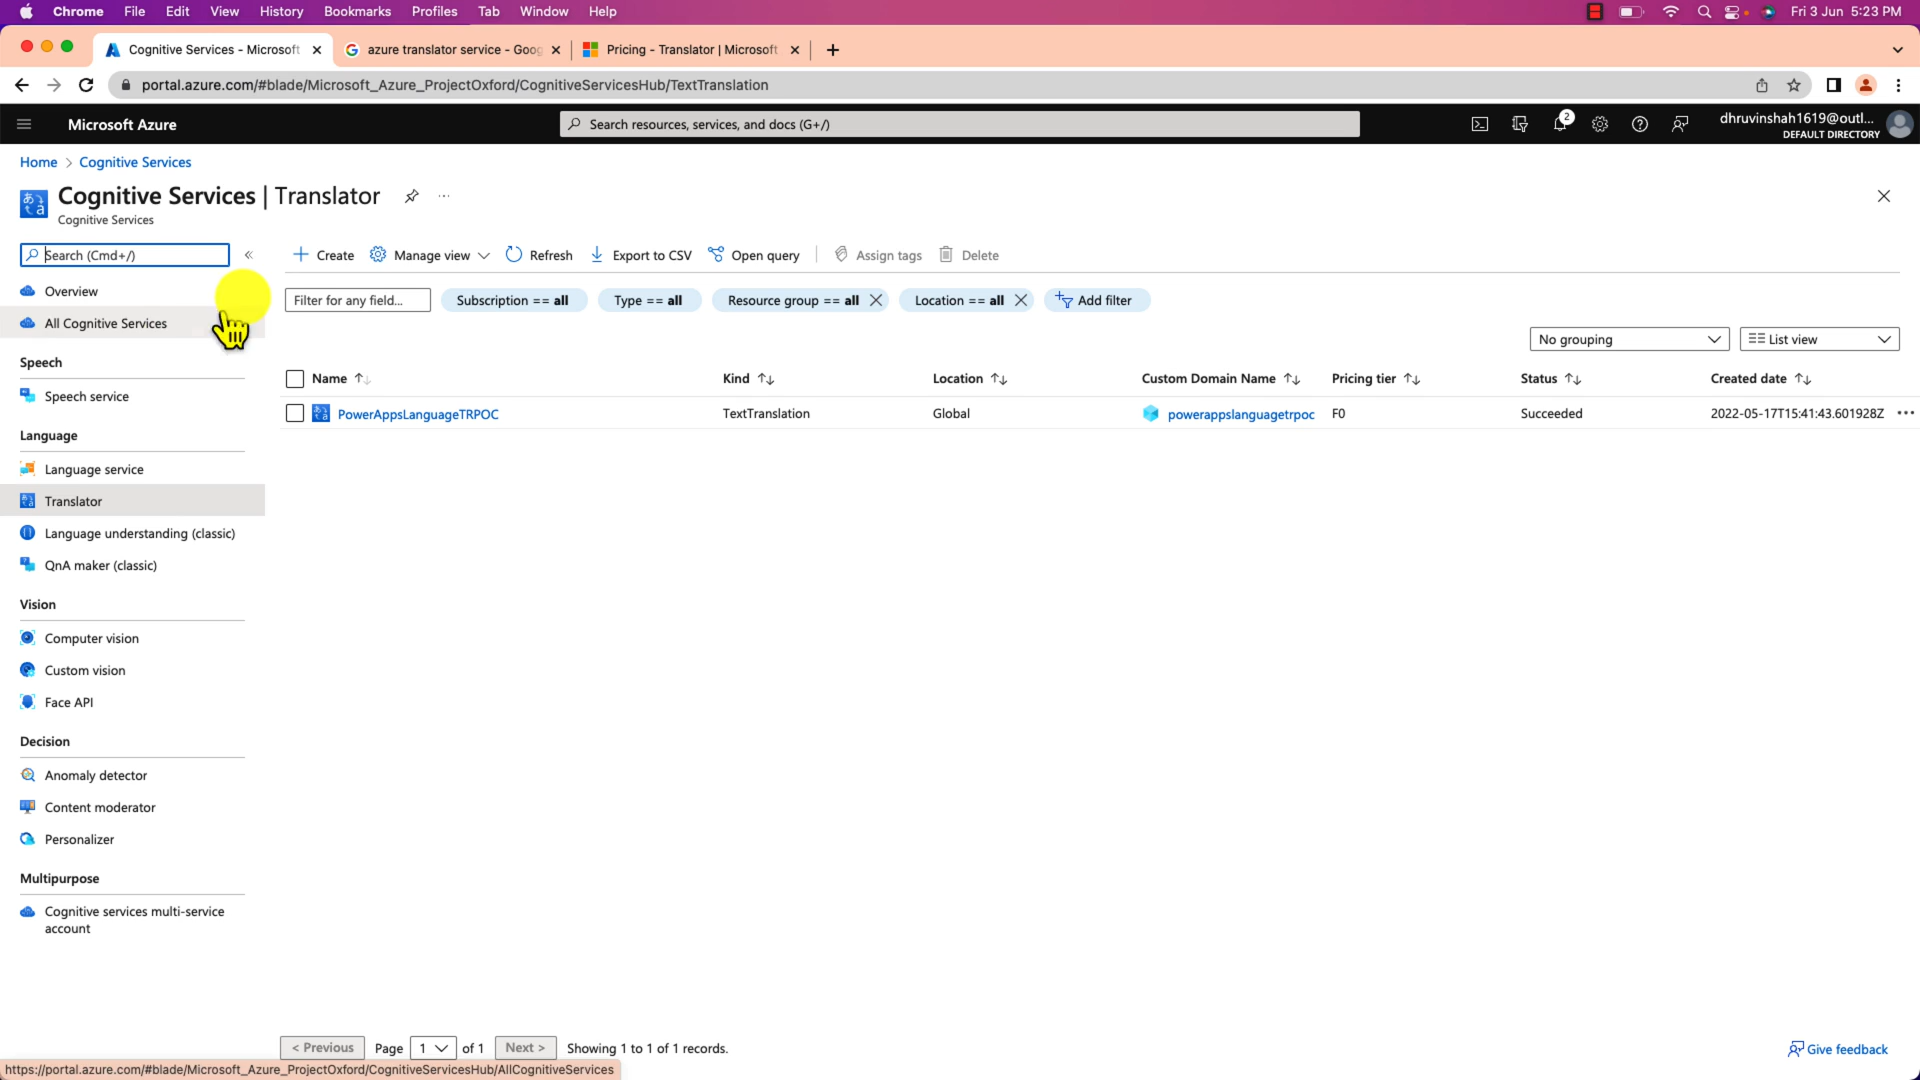 Chrome File Edit View History Bookmarks Profiles Tab Window Help Fri 3 Jun 5:23 PM
Cognitive Services - Microsoft azure translator service - Goog Pricing - Translator | Microsoft
portal.azure.com/#blade/Microsoft_Azure_ProjectOxford/CognitiveServicesHub/TextTranslation
Microsoft Azure Search resources, services, and docs (G+/) 2 dhruvinshah1619@outl...
DEFAULT DIRECTORY
Home > Cognitive Services
Cognitive Services | Translator ...
Cognitive Services
Search (Cmd+/) «
Overview
All Cognitive Services
Speech
Speech service
Language
Language service
Translator
Language understanding (classic)
QnA maker (classic)
Vision
Computer vision
Custom vision
Face API
Decision
Anomaly detector
Content moderator
Personalizer
Multipurpose
Cognitive services multi-service
account
Create Manage view Refresh Export to CSV Open query Assign tags Delete
Filter for any field... Subscription == all Type == all Resource group == all Location == all Add filter
No grouping List view
Name Kind Location Custom Domain Name Pricing tier Status Created date
PowerAppsLanguageTRPOC TextTranslation Global powerappslanguagetrpoc F0 Succeeded 2022-05-17T15:41:43.601928Z ...
< Previous Page 1 of 1 Next > Showing 1 to 1 of 1 records.
Give feedback
https://portal.azure.com/#blade/Microsoft_Azure_ProjectOxford/CognitiveServicesHub/AllCognitiveServices